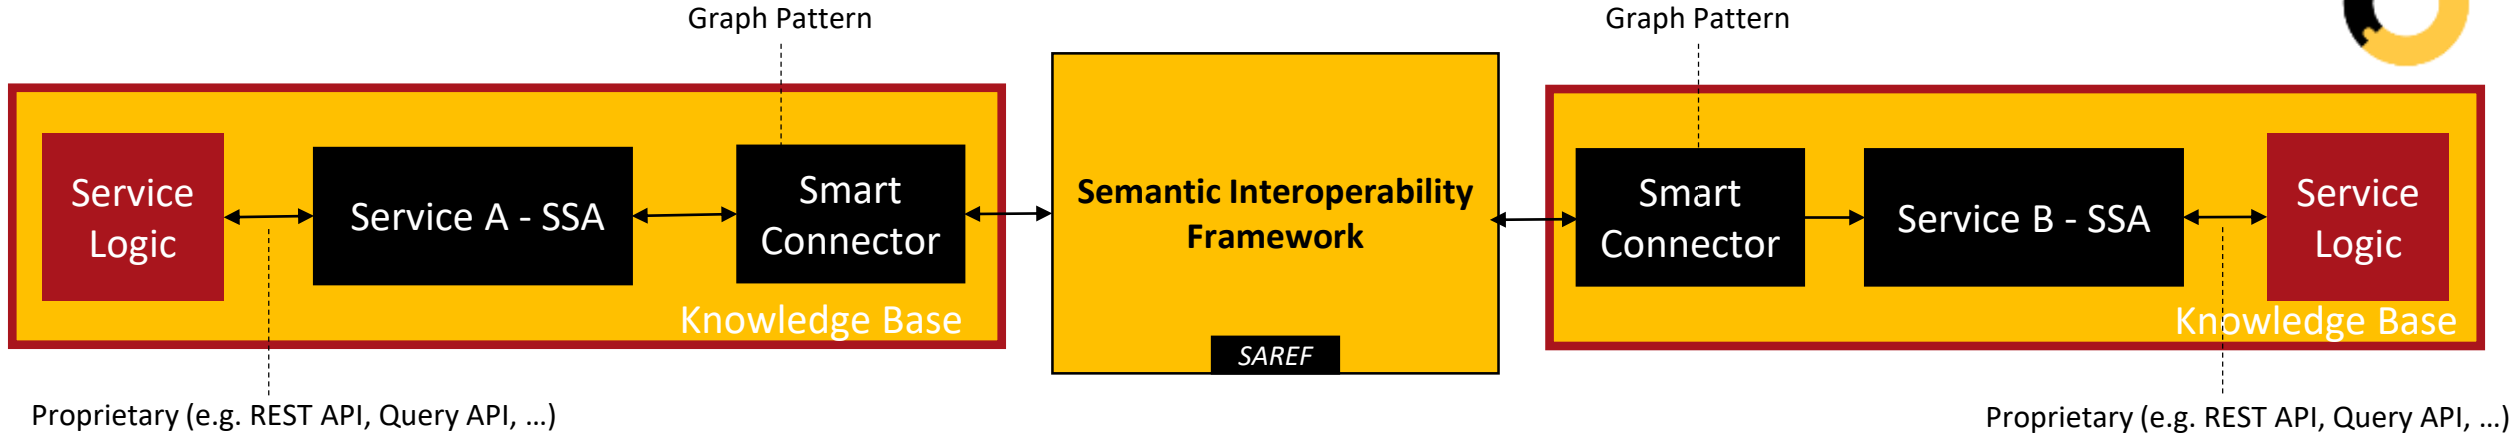 Graph Pattern
Graph Pattern
Service
Logic
Service A - SSA
Smart
Connector
Knowledge Base
Semantic Interoperability
Framework
SAREF
Smart
Connector
Service B - SSA
Service
Logic
Knowledge Base
Proprietary (e.g. REST API, Query API, …)
Proprietary (e.g. REST API, Query API, …)